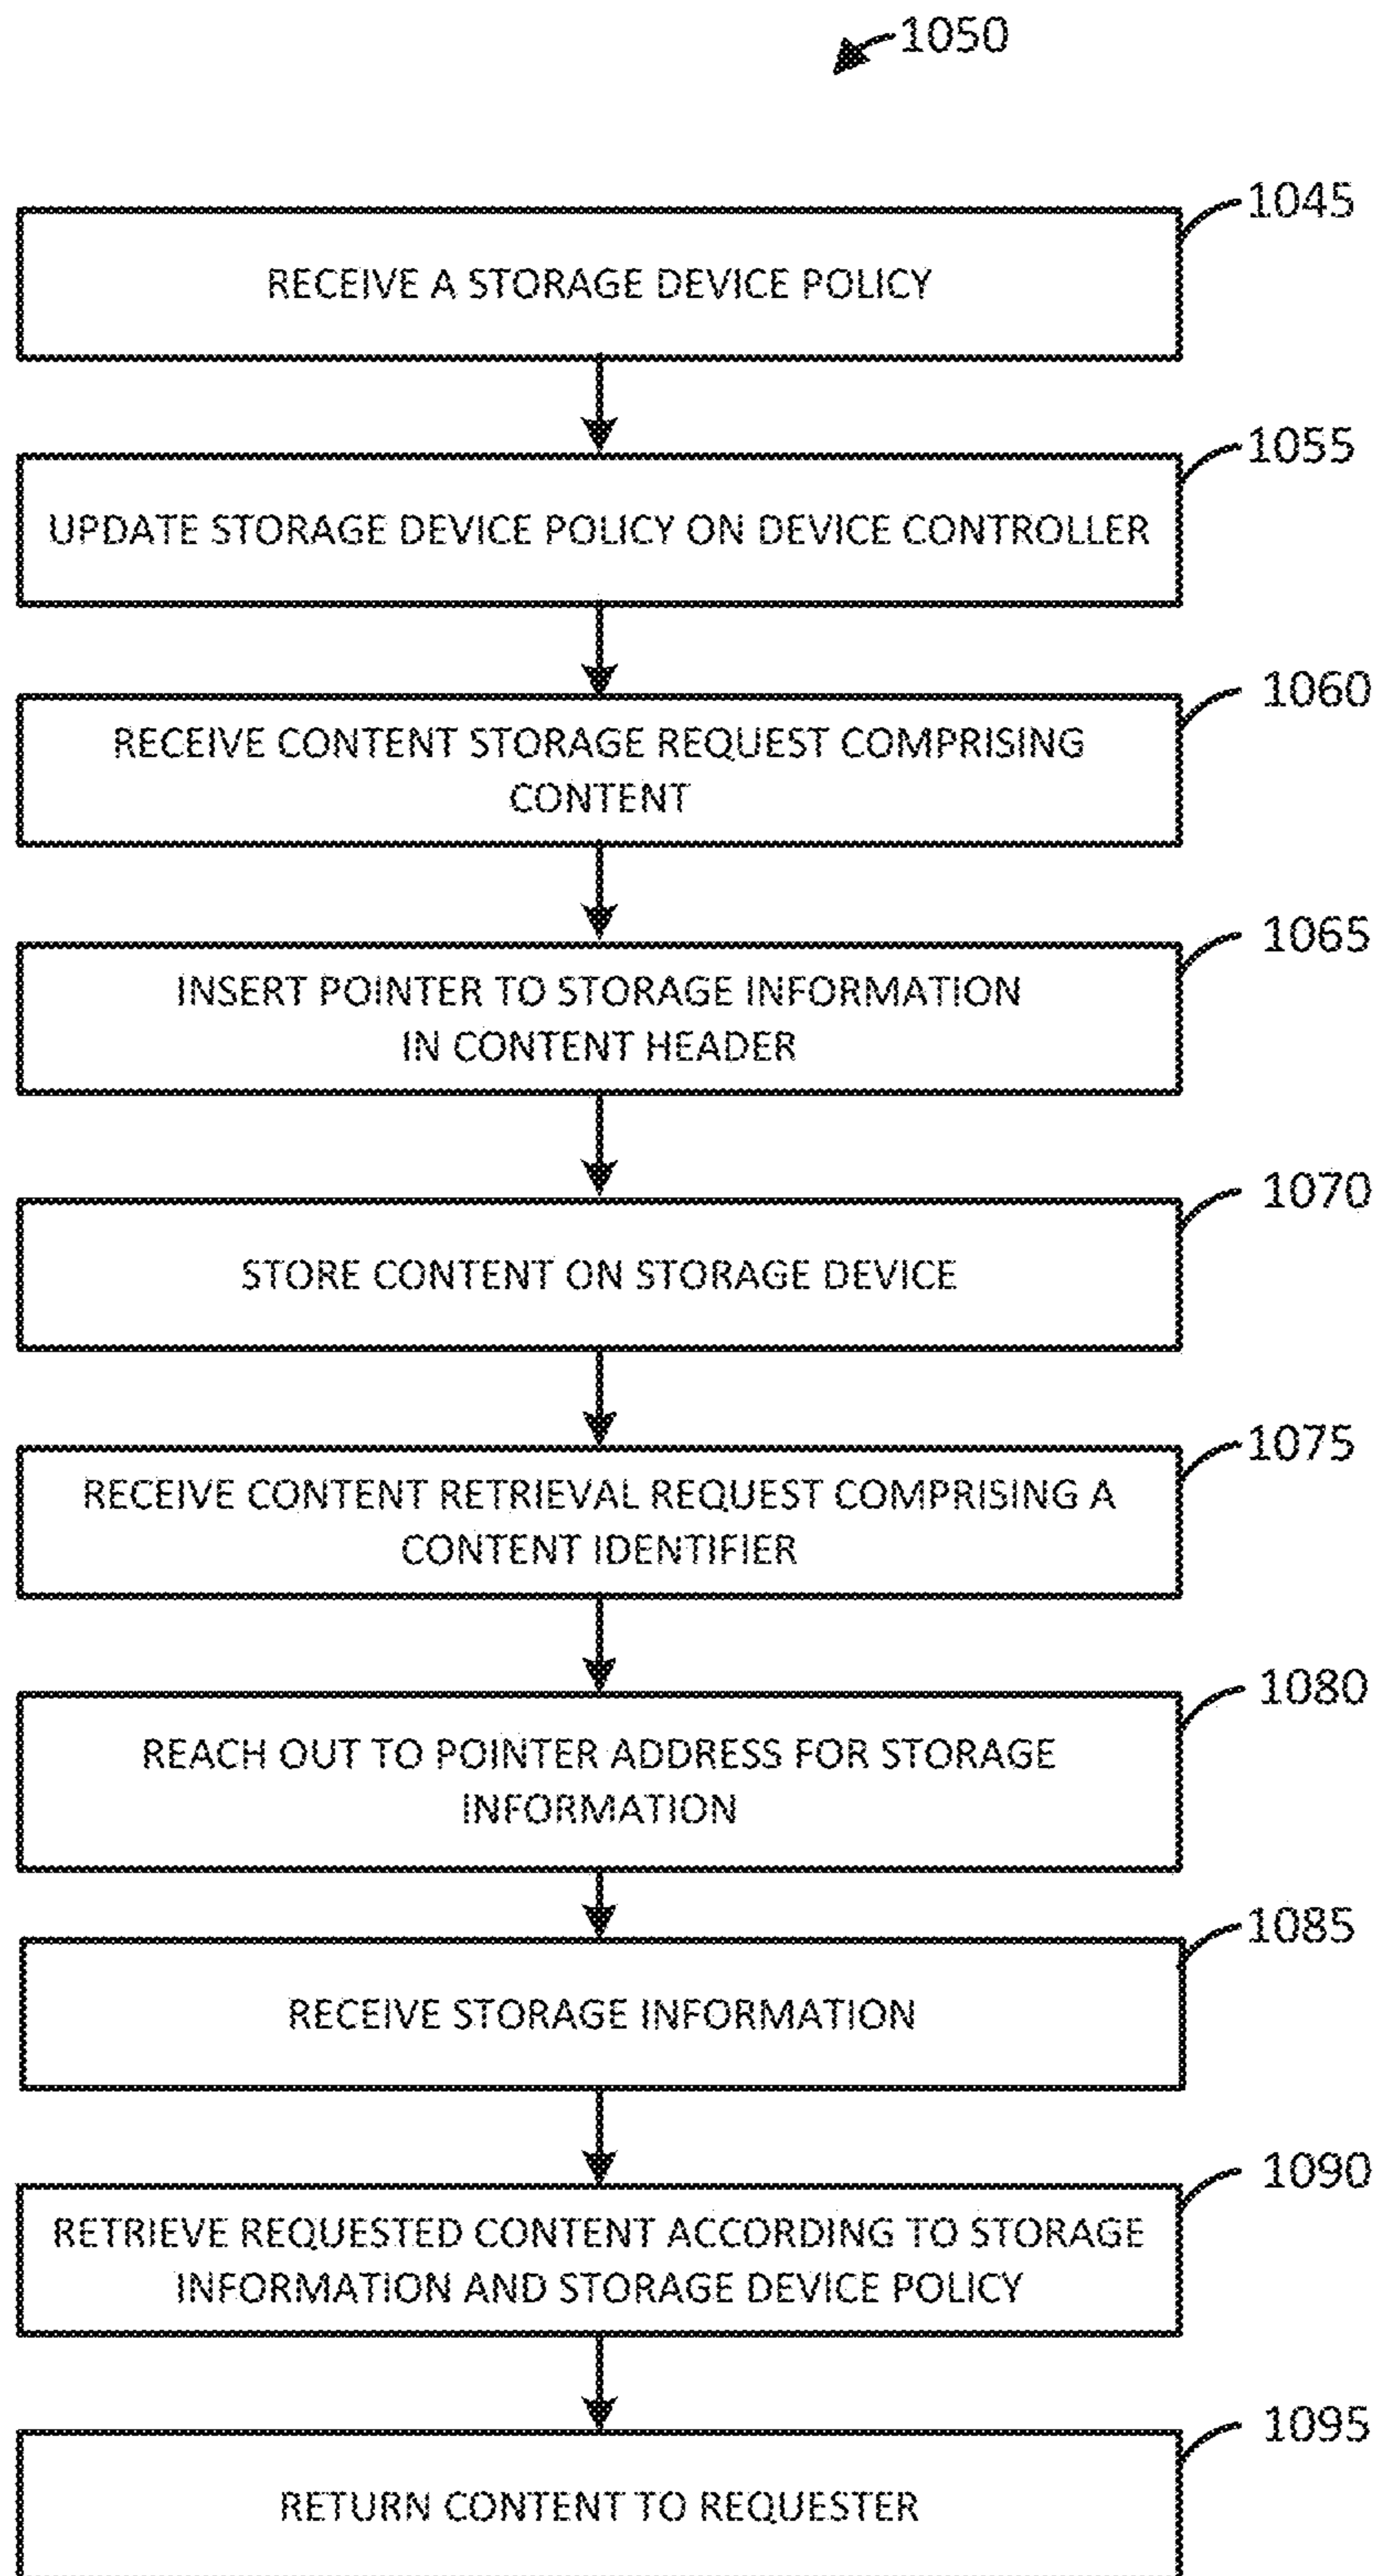 1050
1045
RECEIVE A STORAGE DEVICE POLICY
1055
UPDATE STORAGE DEVICE POLICY ON DEVICE CONTROLLER
1060
RECEIVE CONTENT STORAGE REQUEST COMPRISING
CONTENT
1065
INSERT POINTER TO STORAGE INFORMATION
IN CONTENT HEADER
1070
STORE CONTENT ON STORAGE DEVICE
1075
RECEIVE CONTENT RETRIEVAL REQUEST COMPRISING A
CONTENT IDENTIFIER
1080
REACH OUT TO POINTER ADDRESS FOR STORAGE
INFORMATION
1085
RECEIVE STORAGE INFORMATION
1090
RETRIEVE REQUESTED CONTENT ACCORDING TO STORAGE
INFORMATION AND STORAGE DEVICE POLICY
1095
RETURN CONTENT TO REQUESTER